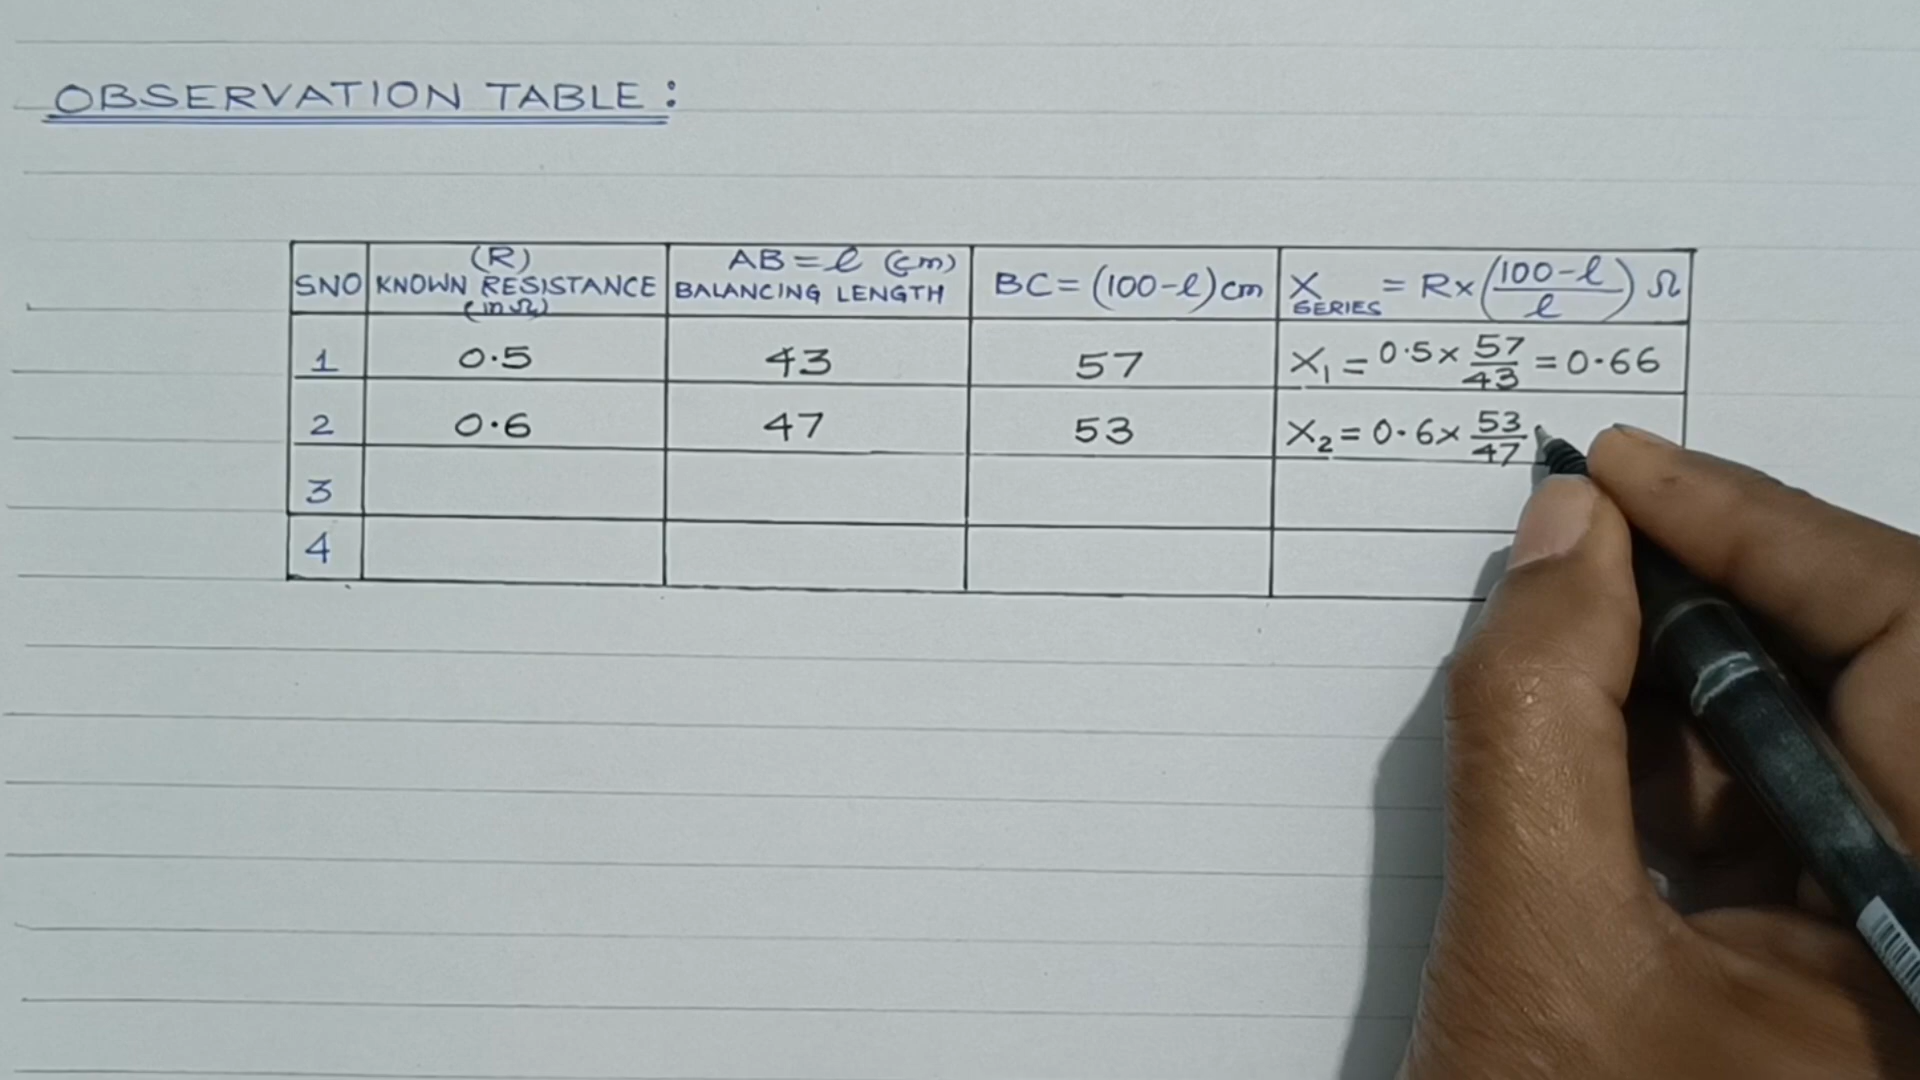 OBSERVATION TABLE :
SNO
(R)
KNOWN RESISTANCE
(in Ω)
AB = ℓ (cm)
BALANCING LENGTH
BC = (100-ℓ) cm
X SERIES = R×(100-ℓ/ℓ) Ω
1 0.5 43 57 X₁ = 0.5 × 57/43 = 0.66
2 0.6 47 53 X₂ = 0.6 × 53/47
3
4